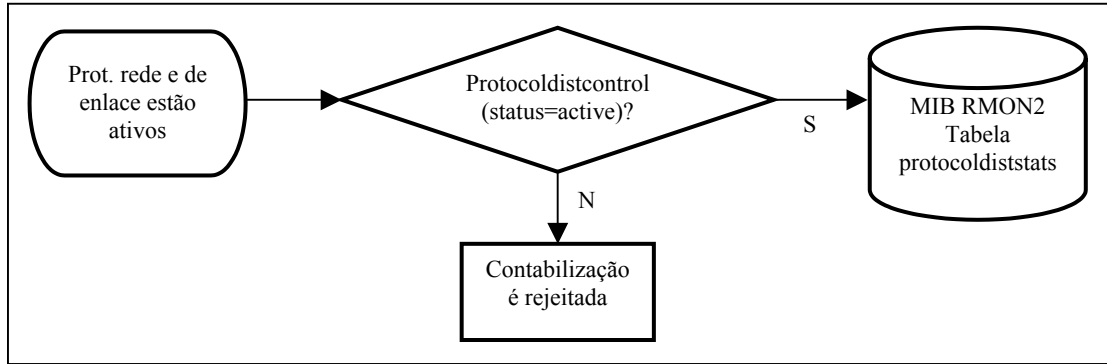 Prot. rede e de
enlace estão
ativos
Protocoldistcontrol
(status=active)?
S
MIB RMON2
Tabela
protocoldiststats
N
Contabilização
é rejeitada